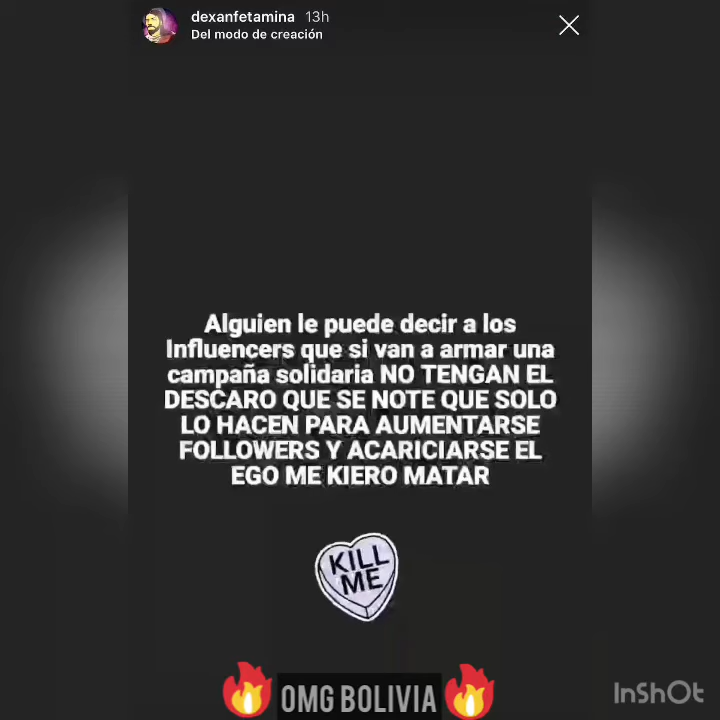 dexanfetamina 13h
Del modo de creación
Alguien le puede decir a los
Influencers que si van a armar una
campaña solidaria NO TENGAN EL
DESCARO QUE SE NOTE QUE SOLO
LO HACEN PARA AUMENTARSE
FOLLOWERS Y ACARICIARSE EL
EGO ME KIERO MATAR
KILL
ME
OMG BOLIVIA
InShOt